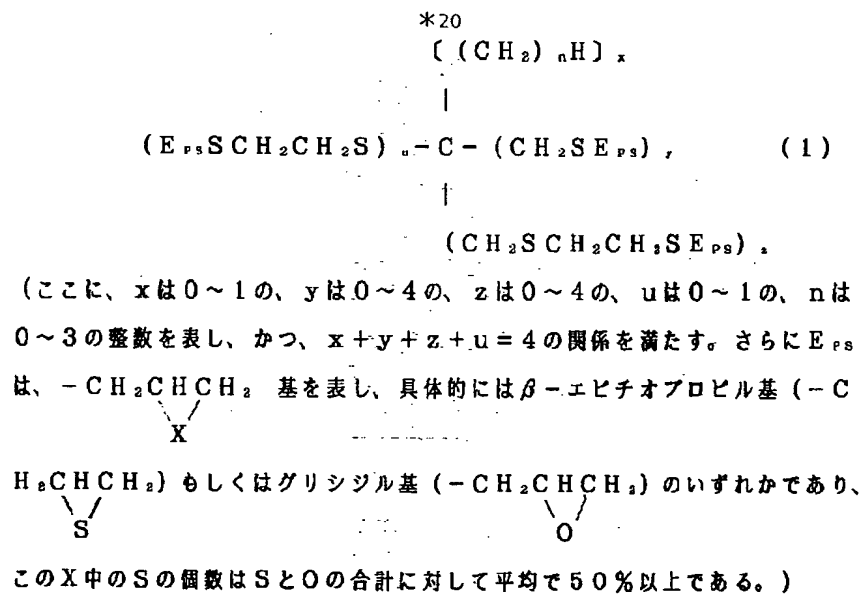 *20
〔(CH₂)ₙH〕ₓ
|
(EₚₛSCH₂CH₂S)ᵤ-C-(CH₂SEₚₛ)ᵧ (1)
|
(CH₂SCH₂CH₂SEₚₛ)
(ここに、xは0~1の、yは0~4の、zは0~4の、uは0~1の、nは
0~3の整数を表し、かつ、x+y+z+u=4の関係を満たす。さらにEₚₛ
は、-CH₂CHCH₂ 基を表し、具体的にはβ-エピチオプロピル基(-C
X
H₂CHCH₂)もしくはグリシジル基(-CH₂CHCH₂)のいずれかであり、
S O
このX中のSの個数はSとOの合計に対して平均で50%以上である。)